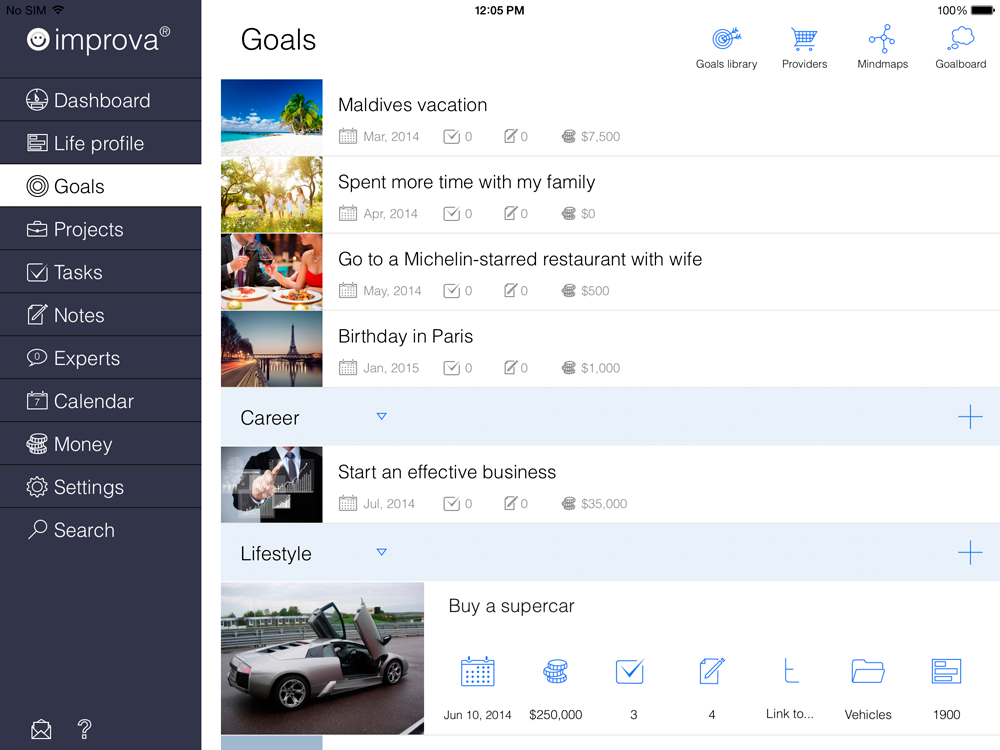 No SIM
12:05 PM
100%
improva®
Goals
Goals library
Providers
Mindmaps
Goalboard
Dashboard
Life profile
Goals
Projects
Tasks
Notes
0
Experts
7
Calendar
Money
Settings
Search
?
Maldives vacation
Mar, 2014 0 0 $7,500
Spent more time with my family
Apr, 2014 0 0 $0
Go to a Michelin-starred restaurant with wife
May, 2014 0 0 $500
Birthday in Paris
Jan, 2015 0 0 $1,000
Career
Start an effective business
Jul, 2014 0 0 $35,000
Lifestyle
Buy a supercar
Jun 10, 2014 $250,000 3 4 Link to... Vehicles 1900